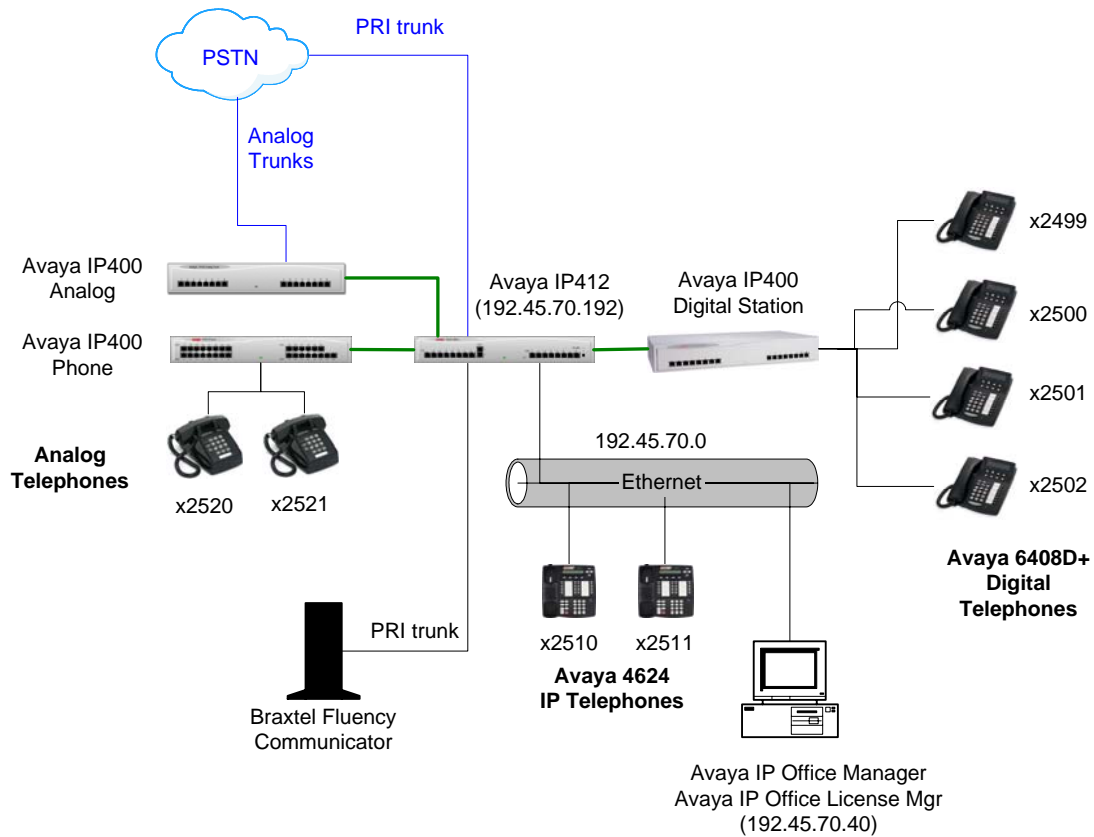 PRI trunk
PSTN
Analog
Trunks
Avaya IP400
Analog
Avaya IP412
(192.45.70.192)
Avaya IP400
Digital Station
x2499
x2500
x2501
x2502
Avaya IP400
Phone
Analog
Telephones
x2520
x2521
192.45.70.0
Ethernet
Avaya 6408D+
Digital
Telephones
x2510
x2511
Avaya 4624
IP Telephones
PRI trunk
Braxtel Fluency
Communicator
Avaya IP Office Manager
Avaya IP Office License Mgr
(192.45.70.40)